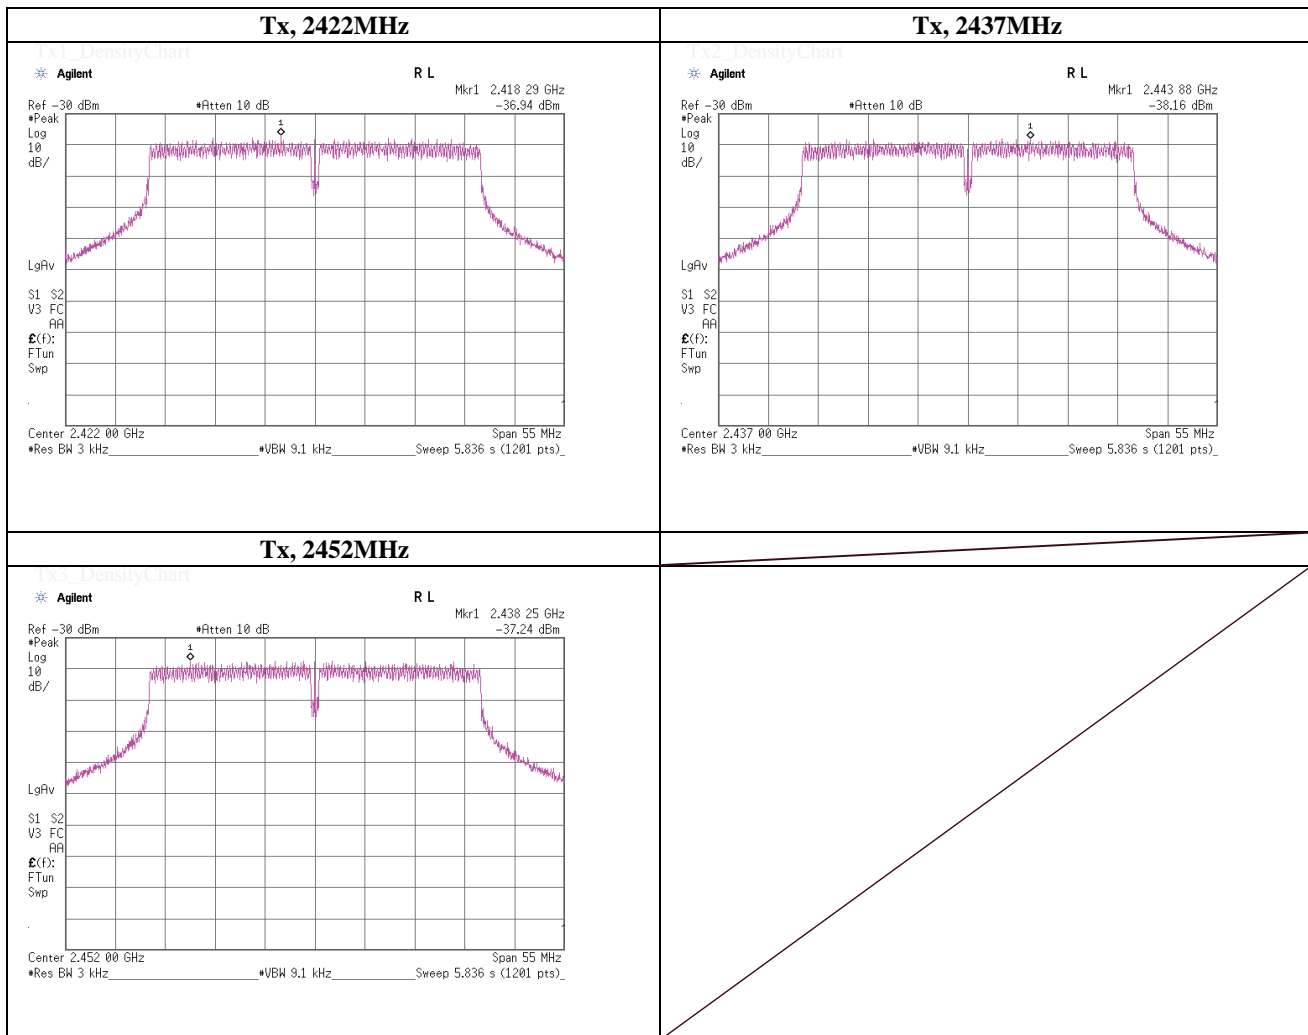 Tx, 2422MHz
Tx1_DensityChart
Agilent
R L
Mkr1 2.418 29 GHz
Ref -30 dBm
#Atten 10 dB
-36.94 dBm
#Peak
Log
10
dB/
1
LgAv
S1 S2
V3 FC
AA
£(f):
FTun
Swp
Center 2.422 00 GHz
Span 55 MHz
#Res BW 3 kHz
#VBW 9.1 kHz
Sweep 5.836 s (1201 pts)
Tx, 2437MHz
Tx2_DensityChart
Agilent
R L
Mkr1 2.443 88 GHz
Ref -30 dBm
#Atten 10 dB
-38.16 dBm
#Peak
Log
10
dB/
1
LgAv
S1 S2
V3 FC
AA
£(f):
FTun
Swp
Center 2.437 00 GHz
Span 55 MHz
#Res BW 3 kHz
#VBW 9.1 kHz
Sweep 5.836 s (1201 pts)
Tx, 2452MHz
Tx3_DensityChart
Agilent
R L
Mkr1 2.438 25 GHz
Ref -30 dBm
#Atten 10 dB
-37.24 dBm
#Peak
Log
10
dB/
1
LgAv
S1 S2
V3 FC
AA
£(f):
FTun
Swp
Center 2.452 00 GHz
Span 55 MHz
#Res BW 3 kHz
#VBW 9.1 kHz
Sweep 5.836 s (1201 pts)